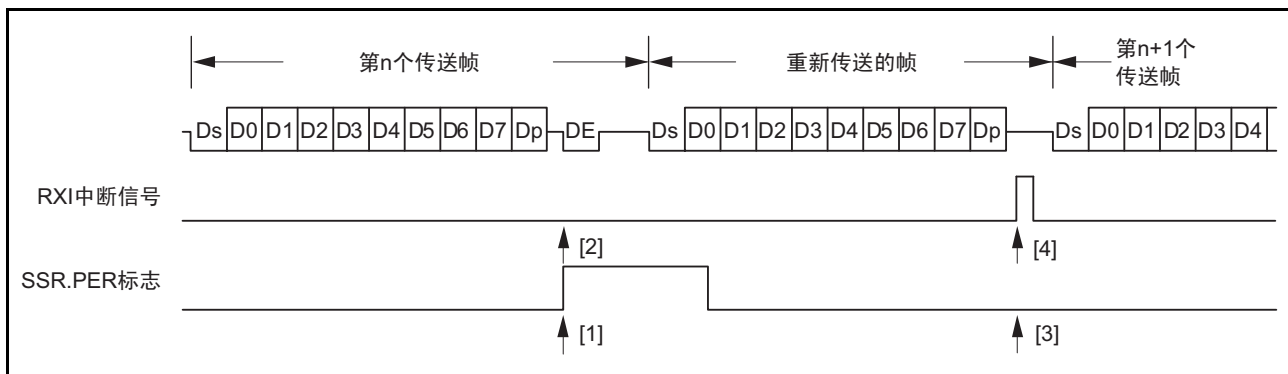 第n个传送帧
重新传送的帧
第n+1个
传送帧
Ds D0 D1 D2 D3 D4 D5 D6 D7 Dp DE Ds D0 D1 D2 D3 D4 D5 D6 D7 Dp Ds D0 D1 D2 D3 D4
RXI中断信号
[2]
[4]
SSR.PER标志
[1]
[3]